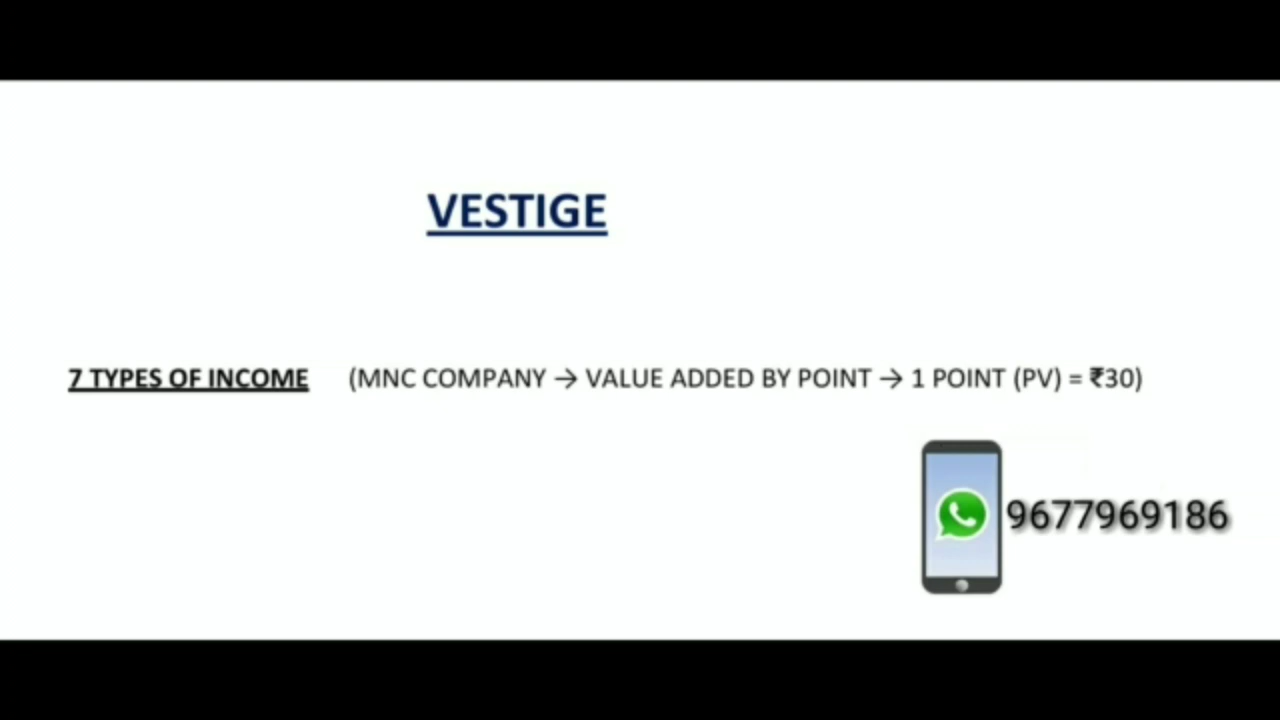 VESTIGE
7 TYPES OF INCOME (MNC COMPANY → VALUE ADDED BY POINT → 1 POINT (PV) = ₹30)
9677969186